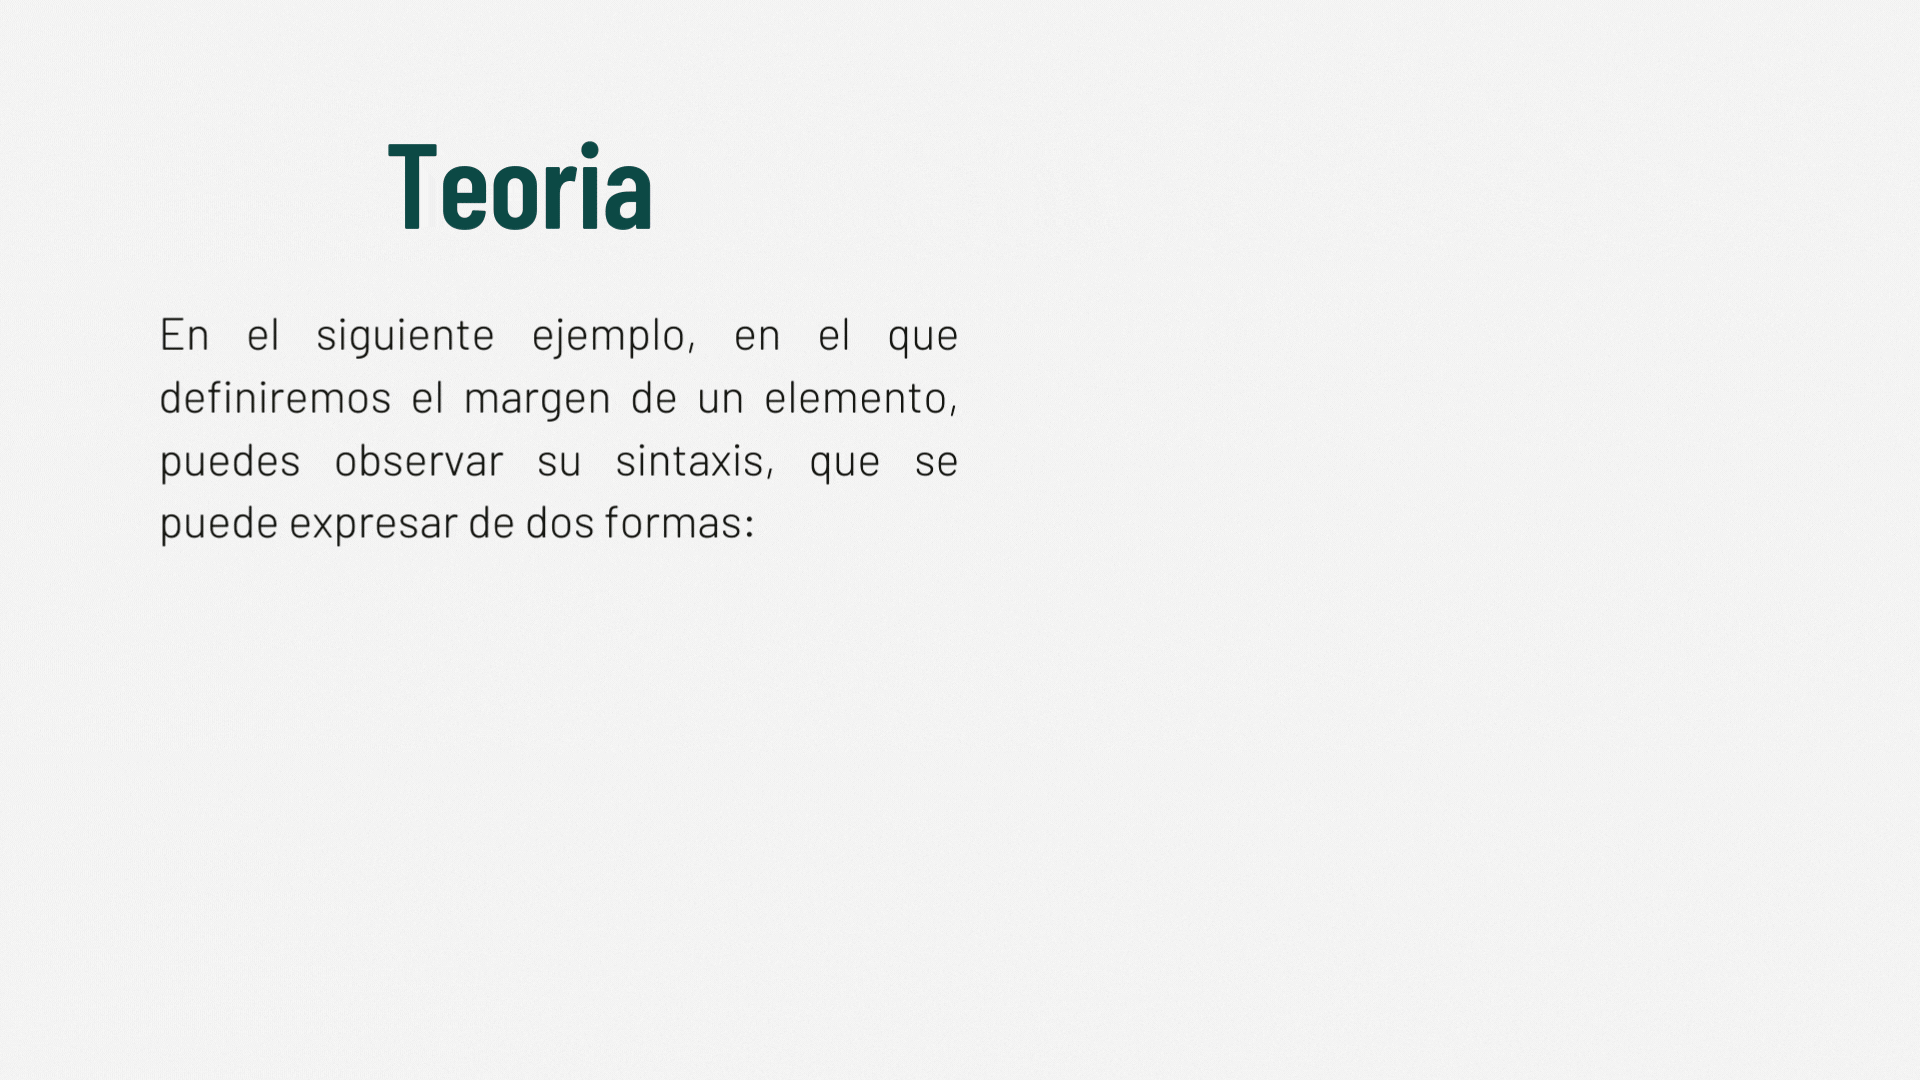 Teoria
En el siguiente ejemplo, en el que
definiremos el margen de un elemento,
puedes observar su sintaxis, que se
puede expresar de dos formas: